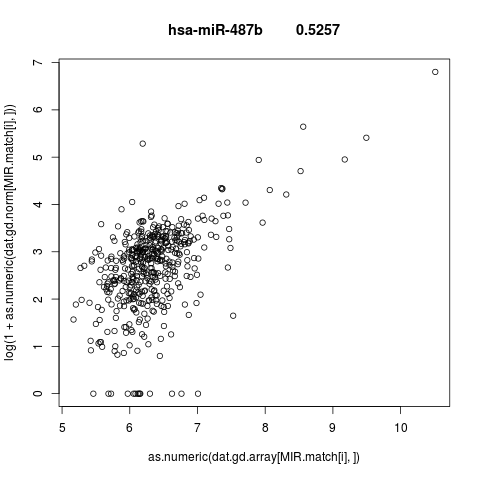 hsa-miR-487b 0.5257
7
6
5
4
3
2
1
0
log(1 + as.numeric(dat.gd.norm[MIR.match[i], ]))
5 6 7 8 9 10
as.numeric(dat.gd.array[MIR.match[i], ])